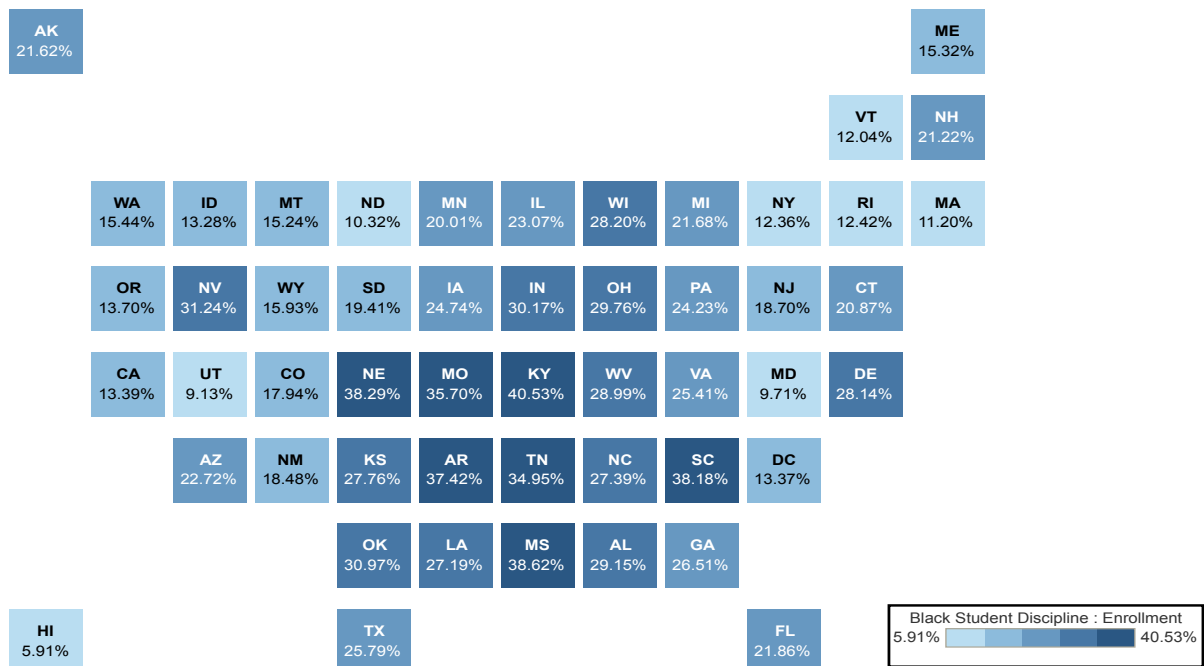 AK
21.62%
ME
15.32%
VT
12.04%
NH
21.22%
WA
15.44%
ID
13.28%
MT
15.24%
ND
10.32%
MN
20.01%
IL
23.07%
WI
28.20%
MI
21.68%
NY
12.36%
RI
12.42%
MA
11.20%
OR
13.70%
NV
31.24%
WY
15.93%
SD
19.41%
IA
24.74%
IN
30.17%
OH
29.76%
PA
24.23%
NJ
18.70%
CT
20.87%
CA
13.39%
UT
9.13%
CO
17.94%
NE
38.29%
MO
35.70%
KY
40.53%
WV
28.99%
VA
25.41%
MD
9.71%
DE
28.14%
AZ
22.72%
NM
18.48%
KS
27.76%
AR
37.42%
TN
34.95%
NC
27.39%
SC
38.18%
DC
13.37%
OK
30.97%
LA
27.19%
MS
38.62%
AL
29.15%
GA
26.51%
HI
5.91%
TX
25.79%
FL
21.86%
Black Student Discipline : Enrollment
5.91% 40.53%